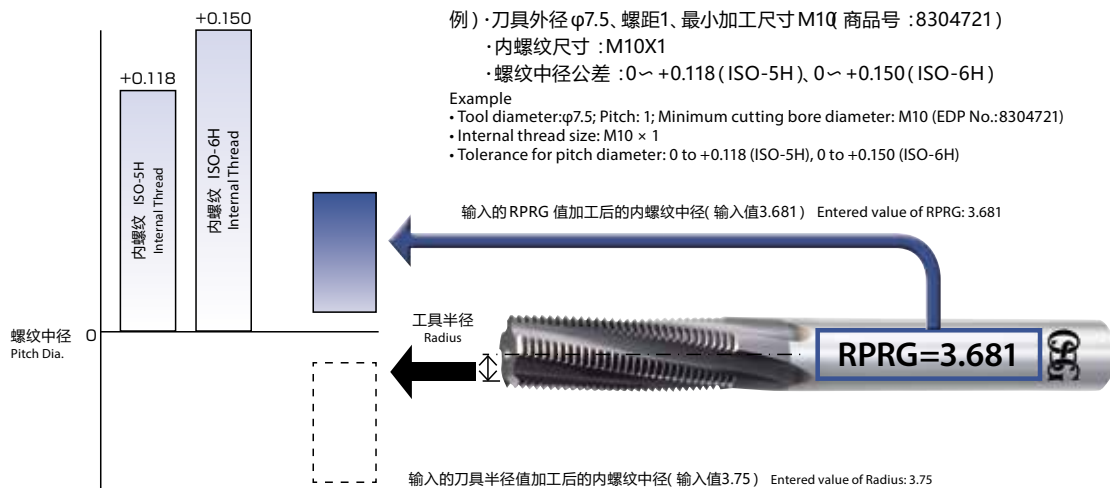 +0.150
+0.118
内螺纹 ISO-5H
Internal Thread
内螺纹 ISO-6H
Internal Thread
螺纹中径
Pitch Dia.
0
例)·刀具外径φ7.5、螺距1、最小加工尺寸M10( 商品号 :8304721)
·内螺纹尺寸 :M10X1
·螺纹中径公差 :0~ +0.118( ISO-5H)、0~ +0.150( ISO-6H)
Example
• Tool diameter:φ7.5; Pitch: 1; Minimum cutting bore diameter: M10 (EDP No.:8304721)
• Internal thread size: M10 × 1
• Tolerance for pitch diameter: 0 to +0.118 (ISO-5H), 0 to +0.150 (ISO-6H)
输入的RPRG 值加工后的内螺纹中径( 输入值3.681) Entered value of RPRG: 3.681
工具半径
Radius
RPRG=3.681
OSG
输入的刀具半径值加工后的内螺纹中径( 输入值3.75) Entered value of Radius: 3.75